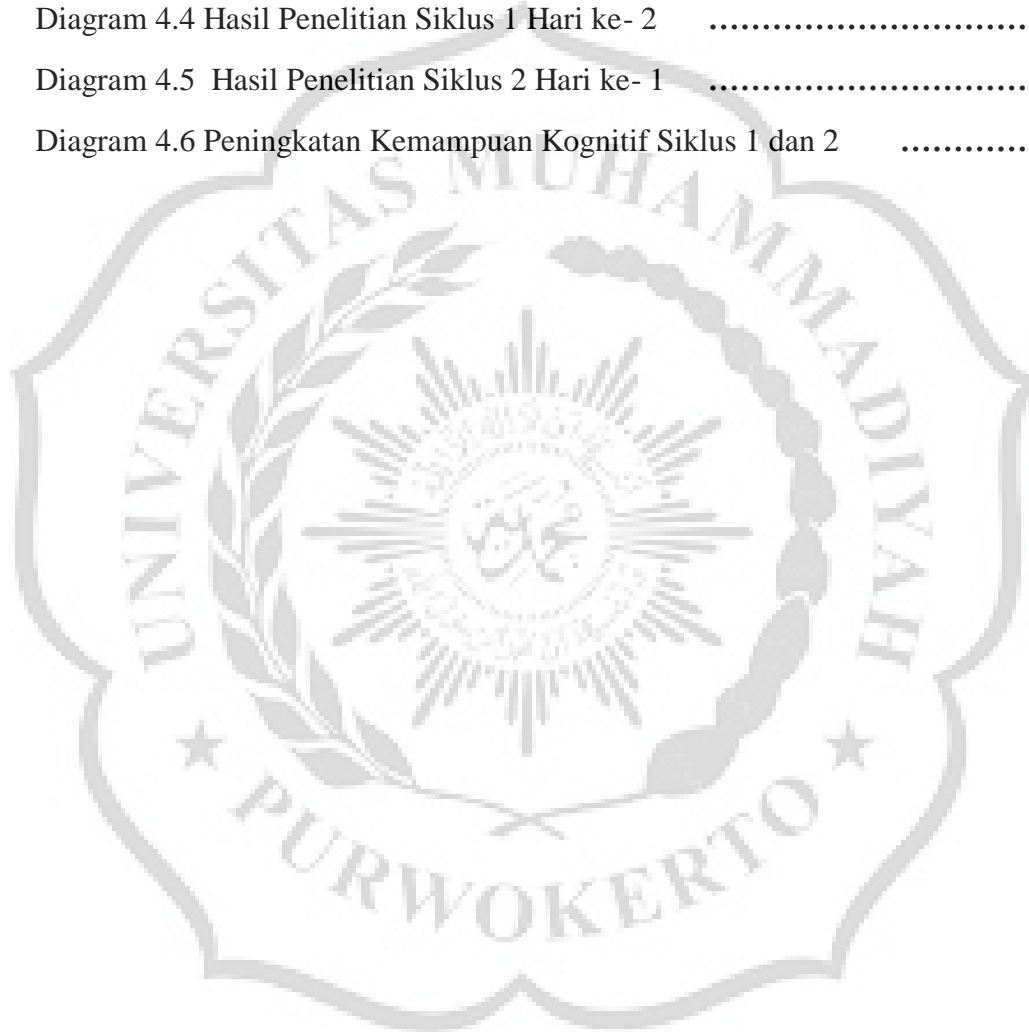 Diagram 4.4 Hasil Penelitian Siklus 1 Hari ke- 2 ..............................
Diagram 4.5 Hasil Penelitian Siklus 2 Hari ke- 1 ..............................
Diagram 4.6 Peningkatan Kemampuan Kognitif Siklus 1 dan 2 ............
UNIVERSITAS MUHAMMADIYAH
PURWOKERTO